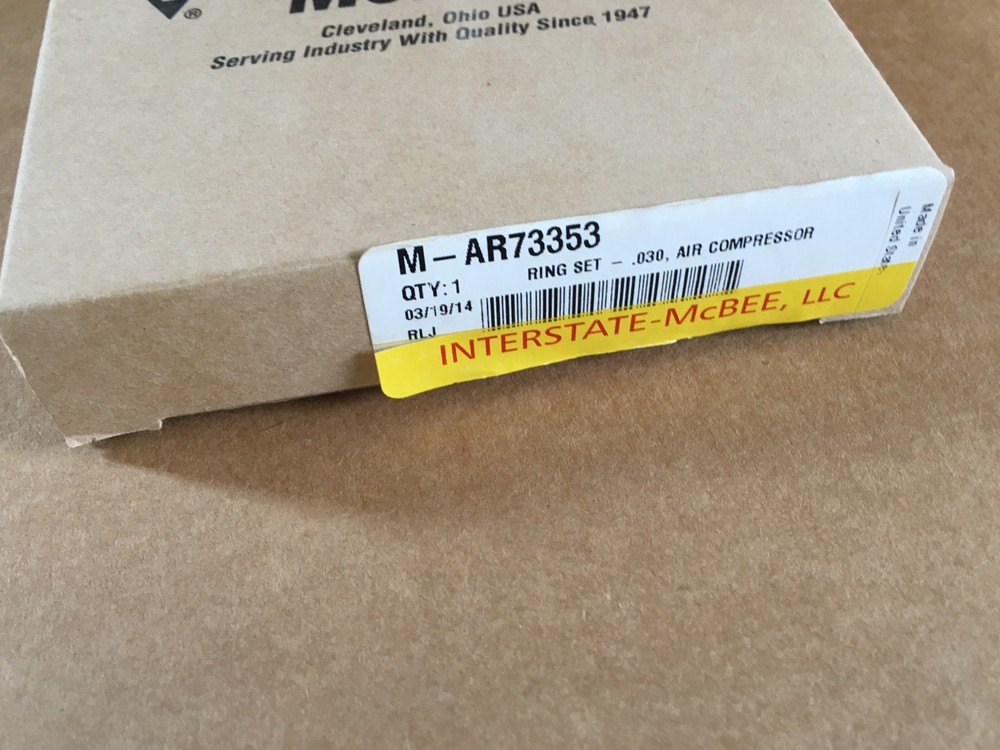 ®
Cleveland, Ohio USA
Serving Industry With Quality Since 1947
M-AR73353
RING SET - .030, AIR COMPRESSOR
QTY:1
03/19/14
RLJ
INTERSTATE-McBEE, LLC
Made in
United